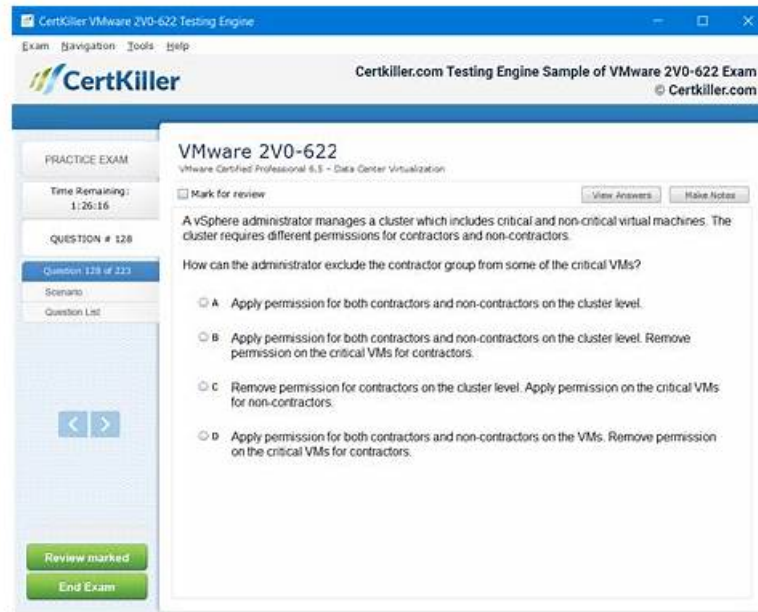 CertKiller VMware 2V0-622 Testing Engine
Exam Navigation Tools Help
CertKiller
Certkiller.com Testing Engine Sample of VMware 2V0-622 Exam
© Certkiller.com
PRACTICE EXAM
Time Remaining:
1:26:16
QUESTION # 128
Question 128 of 223
Scenario
Question List
Review marked
End Exam
VMware 2V0-622
VMware Certified Professional 6.5 - Data Center Virtualization
Mark for review
View Answers
Make Notes
A vSphere administrator manages a cluster which includes critical and non-critical virtual machines. The
cluster requires different permissions for contractors and non-contractors.
How can the administrator exclude the contractor group from some of the critical VMs?
A Apply permission for both contractors and non-contractors on the cluster level.
B Apply permission for both contractors and non-contractors on the cluster level. Remove
permission on the critical VMs for contractors.
C Remove permission for contractors on the cluster level. Apply permission on the critical VMs
for non-contractors.
D Apply permission for both contractors and non-contractors on the VMs. Remove permission
on the critical VMs for contractors.